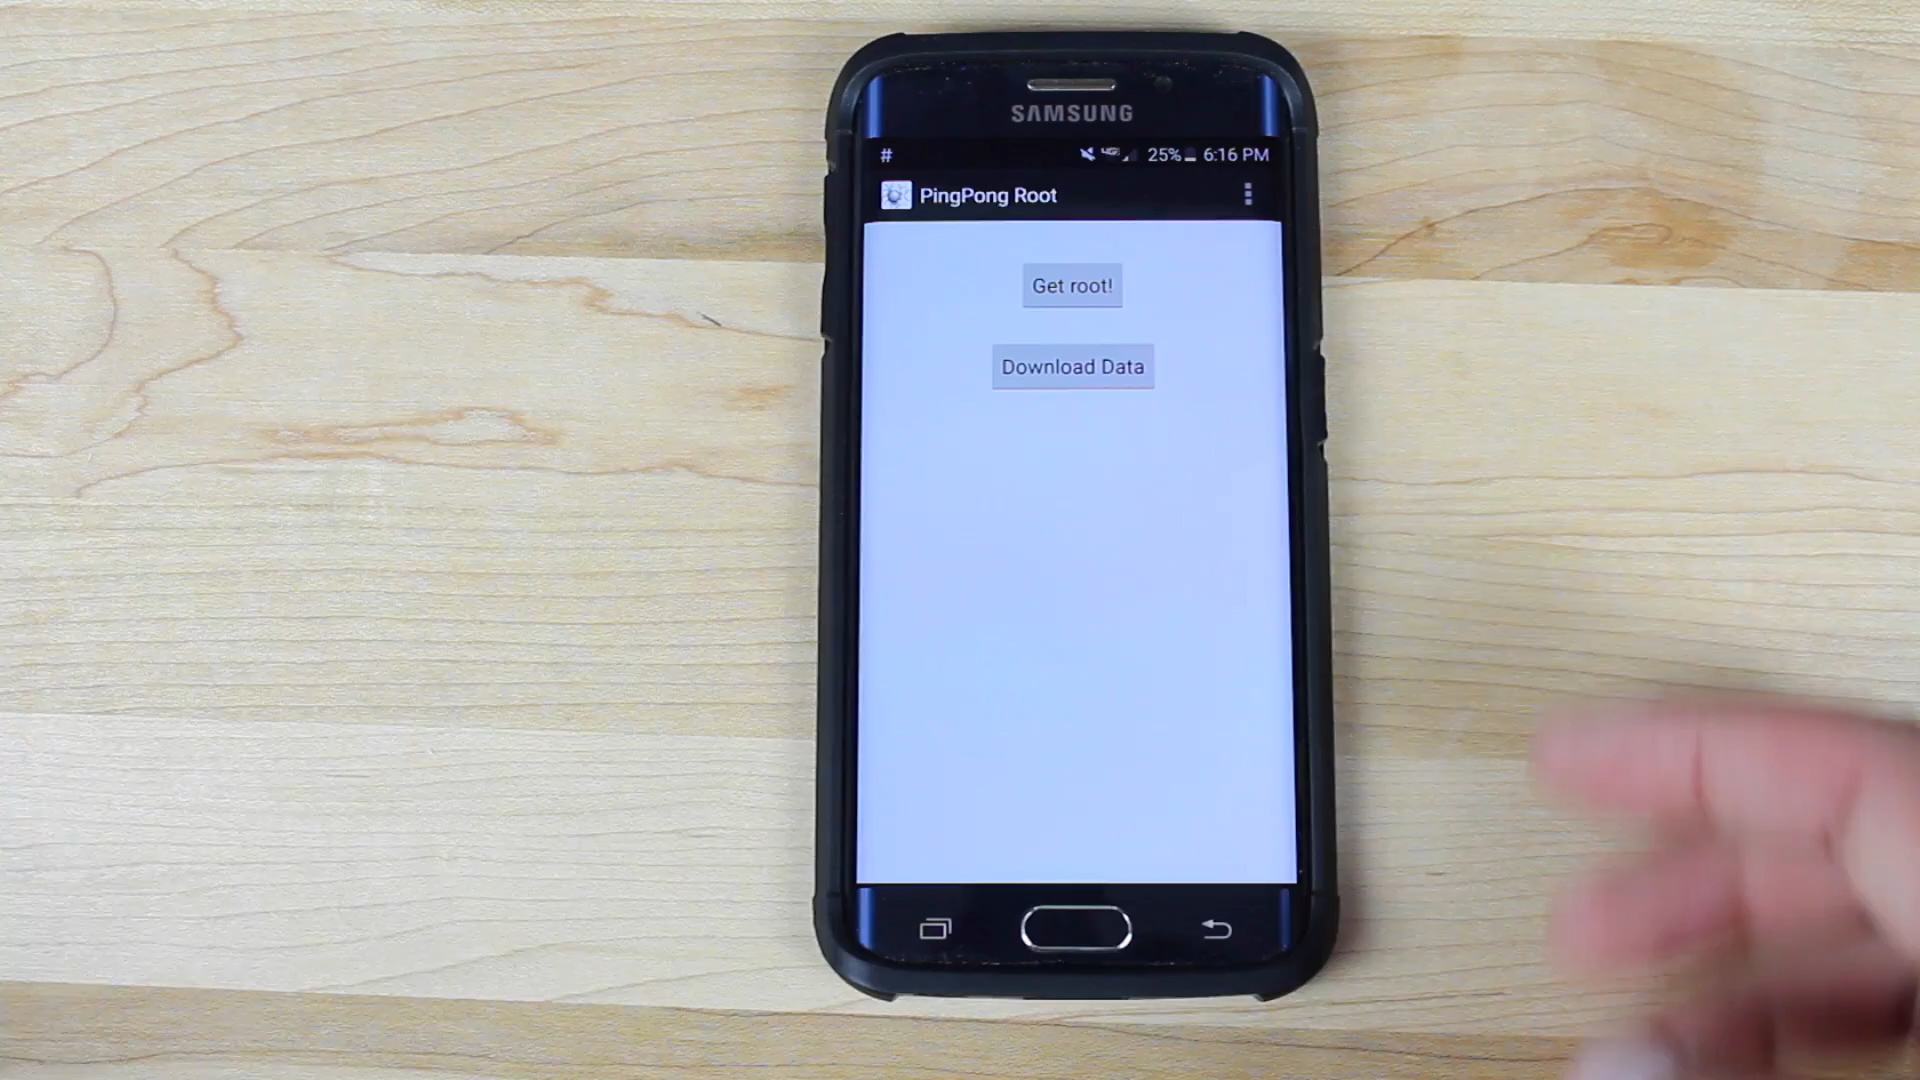 SAMSUNG
# 25% 6:16 PM
PingPong Root
Get root!
Download Data